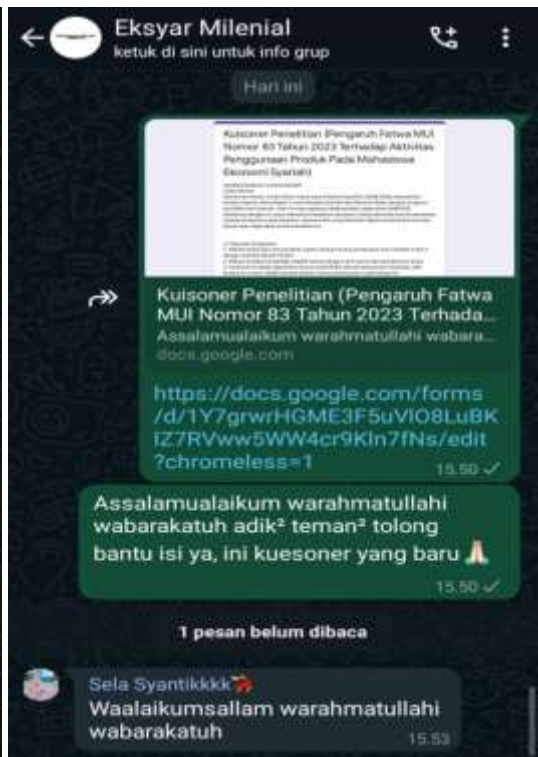 Eksyar Milenial
ketuk di sini untuk info grup
Hari ini
Kuisoner Penelitian (Pengaruh Fatwa MUI
Nomor 83 Tahun 2023 Terhadap Aktivitas
Penggunaan Produk Pada Mahasiswa
Ekonomi Syariah)
Kuisoner Penelitian (Pengaruh Fatwa
MUI Nomor 83 Tahun 2023 Terhada...
Assalamualaikum warahmatullahi wabara...
docs.google.com
https://docs.google.com/forms
/d/1Y7grwrHGME3F5uVlO8LuBK
IZ7RVww5WW4cr9KIn7fNs/edit
?chromeless=1
15.50
Assalamualaikum warahmatullahi
wabarakatuh adik² teman² tolong
bantu isi ya, ini kuesoner yang baru 🙏🏻
15.50
1 pesan belum dibaca
Sela Syantikkkk
Waalaikumsallam warahmatullahi
wabarakatuh
15.53